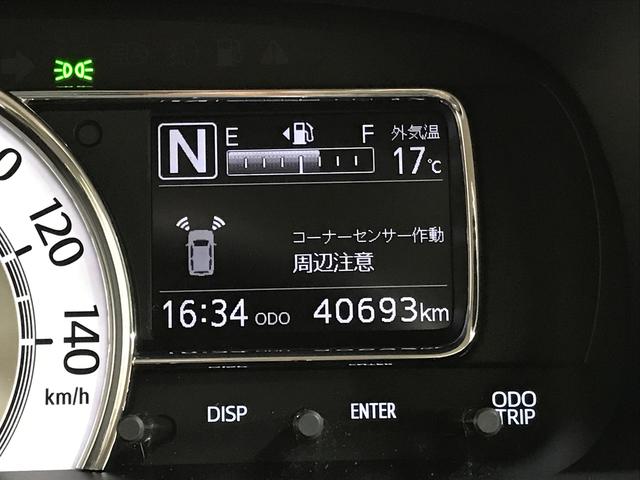 N E F 外気温
17℃
コーナーセンサー作動
周辺注意
16:34 ODO 40693km
0
120
140
km/h
DISP ENTER ODO
TRIP